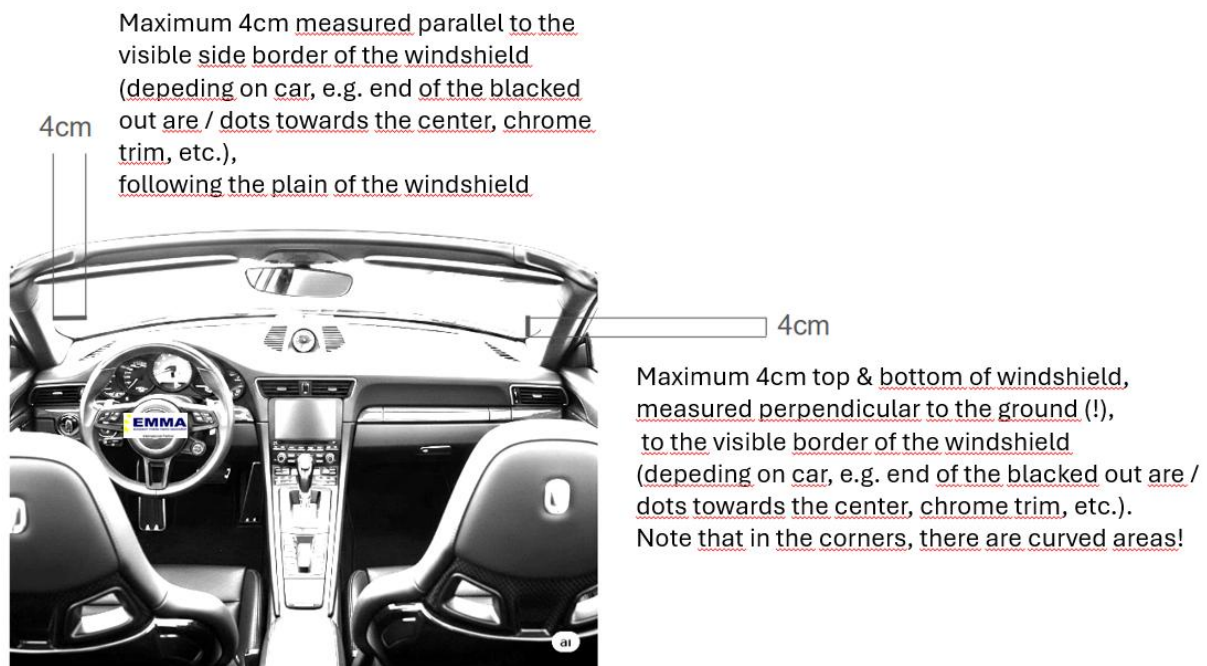 Maximum 4cm measured parallel to the
visible side border of the windshield
(depeding on car, e.g. end of the blacked
out are / dots towards the center, chrome
trim, etc.),
following the plain of the windshield
4cm
4cm
Maximum 4cm top & bottom of windshield,
measured perpendicular to the ground (!),
to the visible border of the windshield
(depeding on car, e.g. end of the blacked out are /
dots towards the center, chrome trim, etc.).
Note that in the corners, there are curved areas!
EMMA
ai